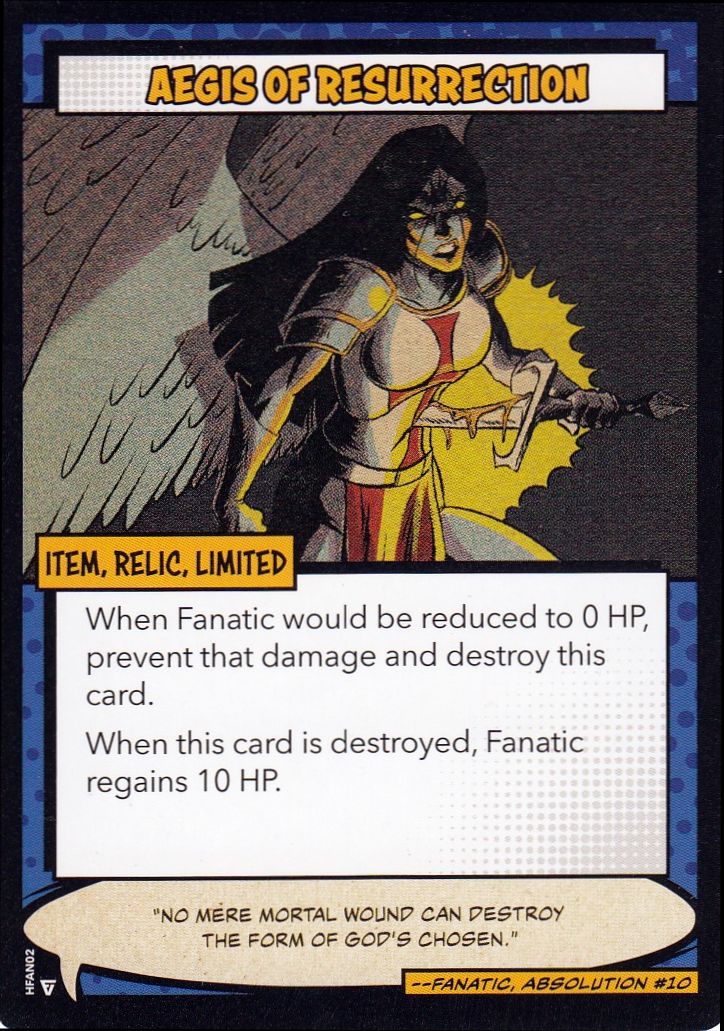 AEGIS OF RESURRECTION
ITEM, RELIC, LIMITED
When Fanatic would be reduced to 0 HP,
prevent that damage and destroy this
card.
When this card is destroyed, Fanatic
regains 10 HP.
"NO MERE MORTAL WOUND CAN DESTROY
THE FORM OF GOD'S CHOSEN."
--FANATIC, ABSOLUTION #10
HFAN02